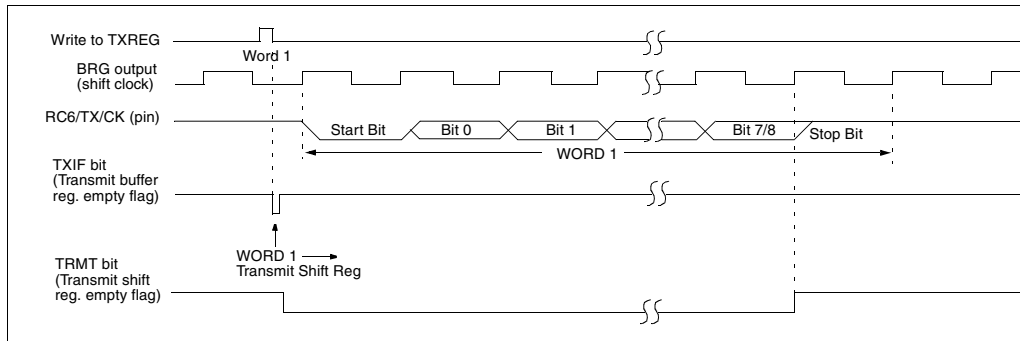 Write to TXREG
Word 1
BRG output
(shift clock)
RC6/TX/CK (pin)
Start Bit
Bit 0
Bit 1
Bit 7/8
Stop Bit
WORD 1
TXIF bit
(Transmit buffer
reg. empty flag)
WORD 1
Transmit Shift Reg
TRMT bit
(Transmit shift
reg. empty flag)